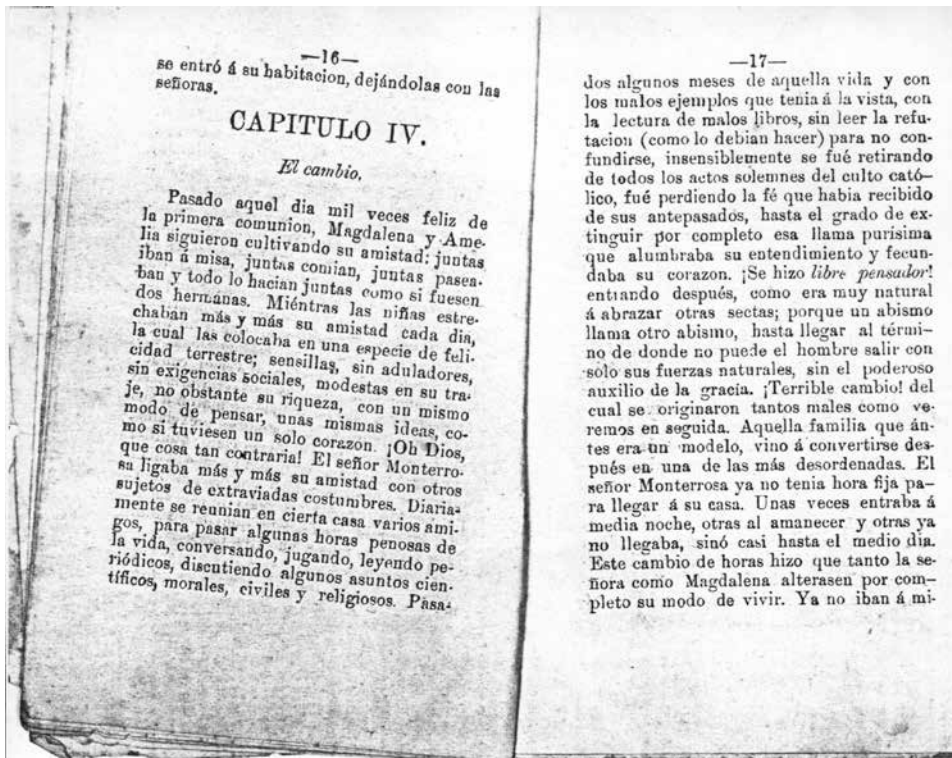 —16—
se entró á su habitacion, dejándolas con las
señoras.
CAPITULO IV.
El cambio.
Pasado aquel dia mil veces feliz de
la primera comunion, Magdalena y Ame-
lia siguieron cultivando su amistad: juntas
iban á misa, juntas comian, juntas pasea-
ban y todo lo hacian juntas como si fuesen
dos hermanas. Miéntras las niñas estre-
chaban más y más su amistad cada dia,
la cual las colocaba en una especie de feli-
cidad terrestre; sensillas, sin aduladores,
sin exigencias sociales, modestas en su tra-
je, no obstante su riqueza, con un mismo
modo de pensar, unas mismas ideas, co-
mo si tuviesen un solo corazon. ¡Oh Dios,
que cosa tan contraria! El señor Monterro-
sa ligaba más y más su amistad con otros
sujetos de extraviadas costumbres. Diaria-
mente se reunian en cierta casa varios ami-
gos, para pasar algunas horas penosas de
la vida, conversando, jugando, leyendo pe-
riódicos, discutiendo algunos asuntos cien-
tíficos, morales, civiles y religiosos. Pasa-
—17—
dos algunos meses de aquella vida y con
los malos ejemplos que tenia á la vista, con
la lectura de malos libros, sin leer la refu-
tacion (como lo debian hacer) para no con-
fundirse, insensiblemente se fué retirando
de todos los actos solemnes del culto cató-
lico, fué perdiendo la fé que habia recibido
de sus antepasados, hasta el grado de ex-
tinguir por completo esa llama purísima
que alumbraba su entendimiento y fecun-
daba su corazon. ¡Se hizo libre pensador!
entrando después, como era muy natural
á abrazar otras sectas; porque un abismo
llama otro abismo, hasta llegar al térmi-
no de donde no puede el hombre salir con
solo sus fuerzas naturales, sin el poderoso
auxilio de la gracia. ¡Terrible cambio! del
cual se originaron tantos males como ve-
remos en seguida. Aquella familia que án-
tes era un modelo, vino á convertirse des-
pués en una de las más desordenadas. El
señor Monterrosa ya no tenia hora fija pa-
ra llegar á su casa. Unas veces entraba á
media noche, otras al amanecer y otras ya
no llegaba, sinó casi hasta el medio dia.
Este cambio de horas hizo que tanto la se-
ñora como Magdalena alterasen por com-
pleto su modo de vivir. Ya no iban á mi-